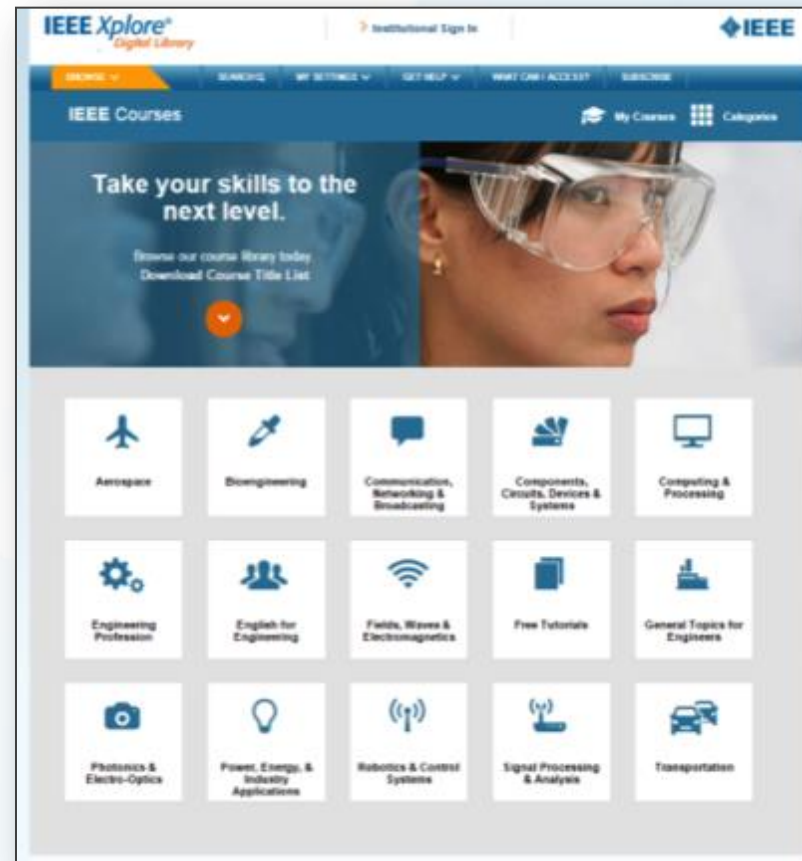 IEEE Xplore®
Digital Library
Institutional Sign In
IEEE
BROWSE
SEARCH
MY SETTINGS
GET HELP
WHAT CAN I ACCESS?
SUBSCRIBE
IEEE Courses
My Courses
Categories
Take your skills to the
next level.
Browse our course library today.
Download Course Title List
Aerospace
Bioengineering
Communication,
Networking &
Broadcasting
Components,
Circuits, Devices &
Systems
Computing &
Processing
Engineering
Profession
English for
Engineering
Fields, Waves &
Electromagnetics
Free Tutorials
General Topics for
Engineers
Photonics &
Electro-Optics
Power, Energy, &
Industry
Applications
Robotics & Control
Systems
Signal Processing
& Analysis
Transportation